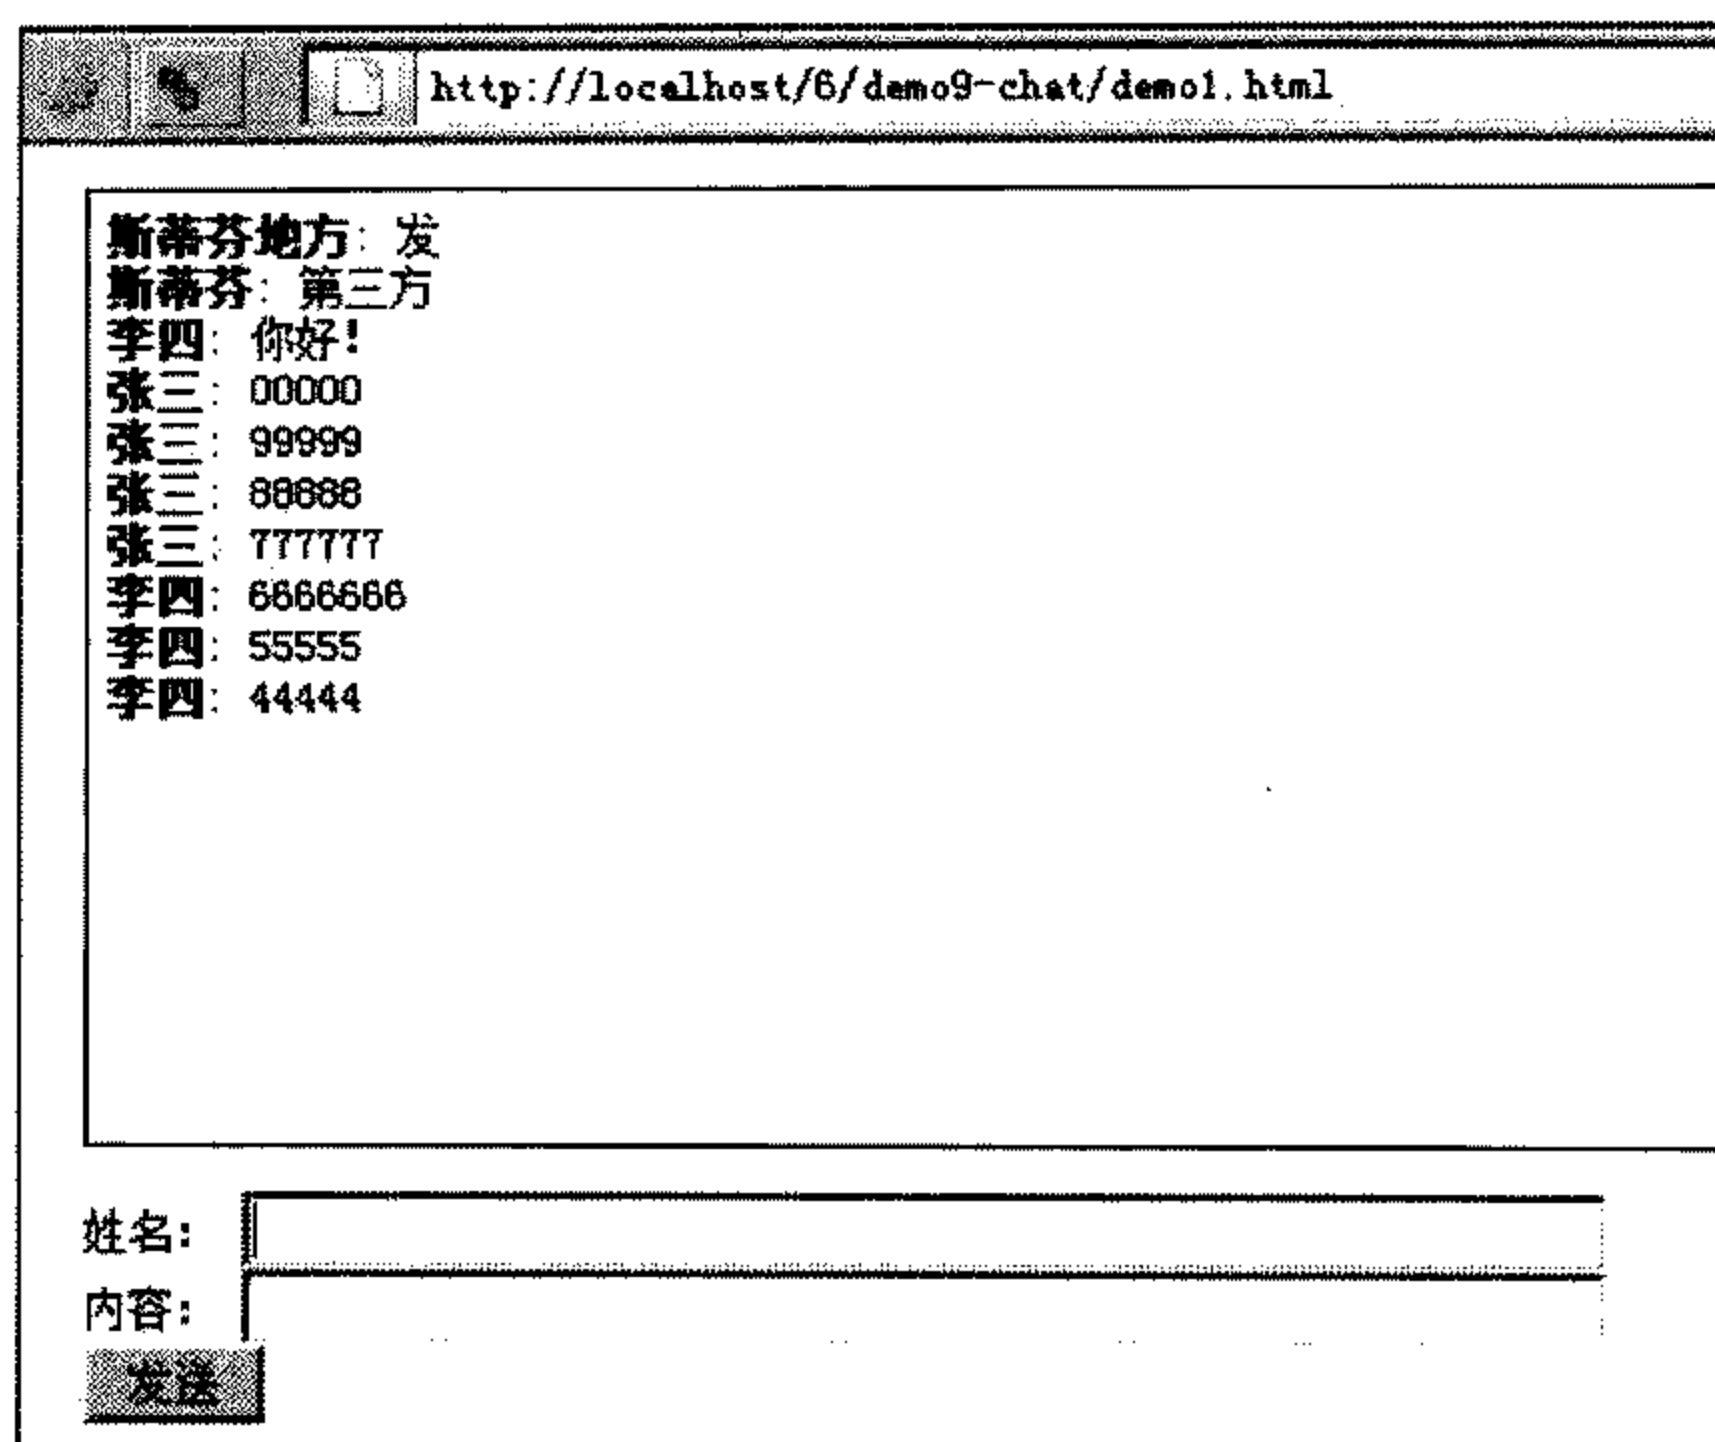 http://localhost/6/demo9-chat/demo1.html
斯蒂芬地方: 发
斯蒂芬: 第三方
李四: 你好!
张三: 00000
张三: 99999
张三: 88888
张三: 777777
李四: 6666666
李四: 55555
李四: 44444
姓名:
内容:
发送